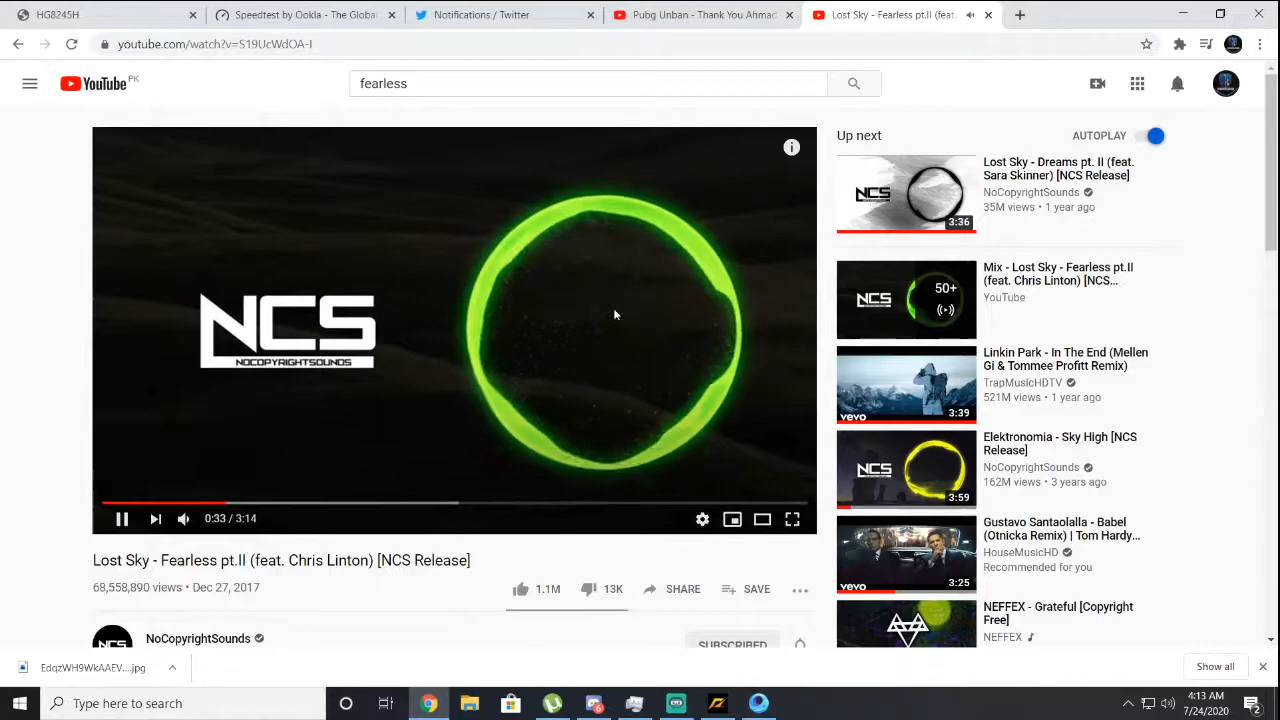 HG8245H
Speedtest by Ookla - The Global
Notifications / Twitter
Pubg Unban - Thank You Ahmad
Lost Sky - Fearless pt.II (feat.
youtube.com/watch?v=S19UcWdOA-I
YouTube PK
fearless
NCS
NOCOPYRIGHTSOUNDS
0:33 / 3:14
Lost Sky - Fearless pt.II (feat. Chris Linton) [NCS Release]
68,558,890 views • Dec 27, 2017
1.1M
13K
SHARE
SAVE
NCS
NoCopyrightSounds
SUBSCRIBED
Up next
AUTOPLAY
NCS
3:36
Lost Sky - Dreams pt. II (feat.
Sara Skinner) [NCS Release]
NoCopyrightSounds
35M views • 1 year ago
NCS
50+
Mix - Lost Sky - Fearless pt.II
(feat. Chris Linton) [NCS...
YouTube
vevo
3:39
Linkin Park - In The End (Mellen
Gi & Tommee Profitt Remix)
TrapMusicHDTV
521M views • 1 year ago
NCS
3:59
Elektronomia - Sky High [NCS
Release]
NoCopyrightSounds
162M views • 3 years ago
vevo
3:25
Gustavo Santaolalla - Babel
(Otnicka Remix) | Tom Hardy...
HouseMusicHD
Recommended for you
NEFFEX - Grateful [Copyright
Free]
NEFFEX
EdqzWH9WkAAEV....jpg
Show all
Type here to search
4:13 AM
7/24/2020
2